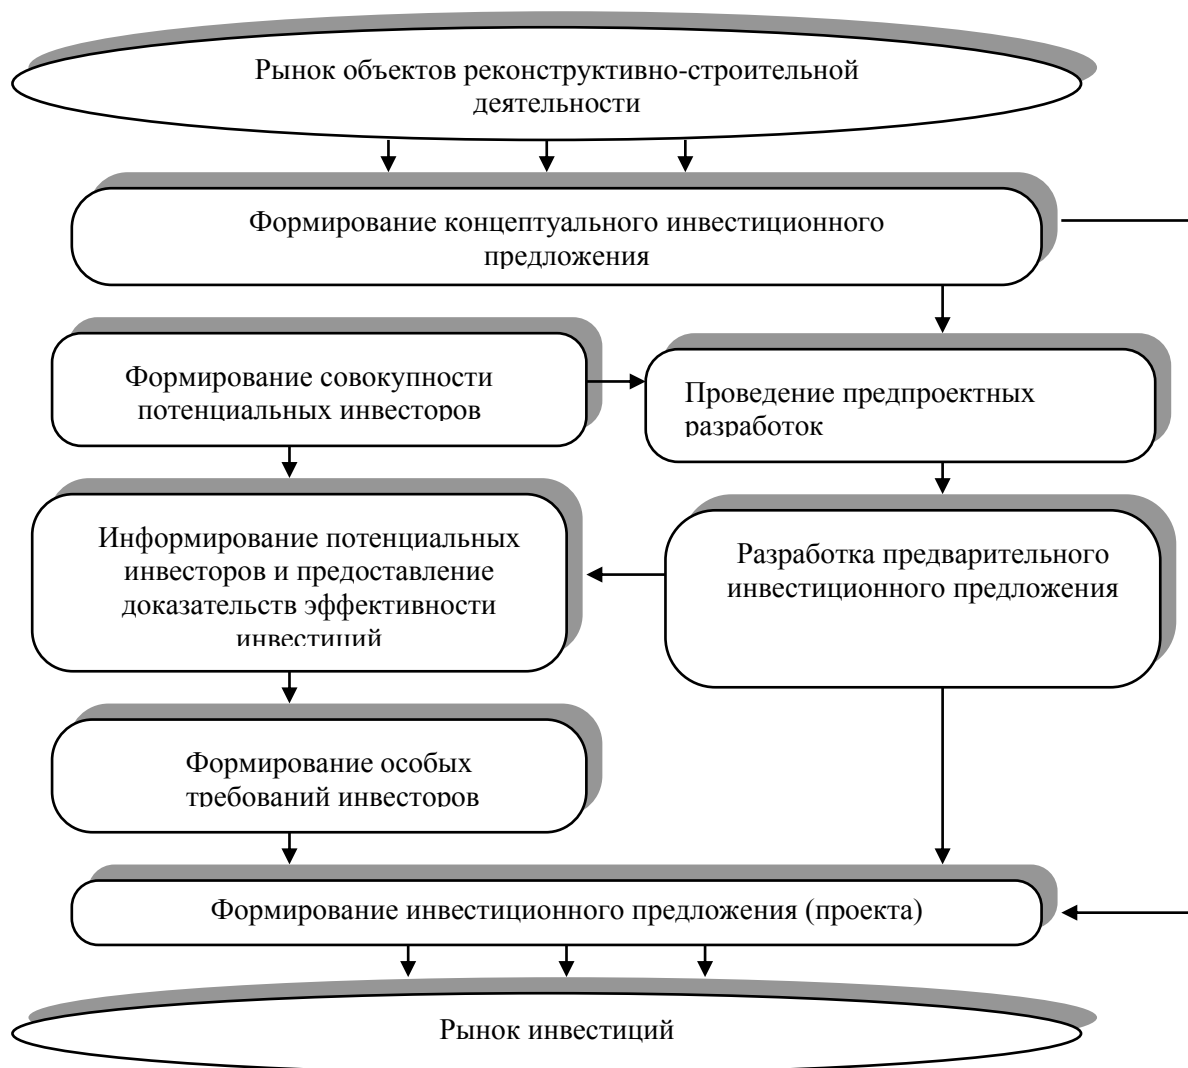 Рынок объектов реконструктивно-строительной
деятельности
Формирование концептуального инвестиционного
предложения
Формирование совокупности
потенциальных инвесторов
Проведение предпроектных
разработок
Информирование потенциальных
инвесторов и предоставление
доказательств эффективности
инвестиций
Разработка предварительного
инвестиционного предложения
Формирование особых
требований инвесторов
Формирование инвестиционного предложения (проекта)
Рынок инвестиций